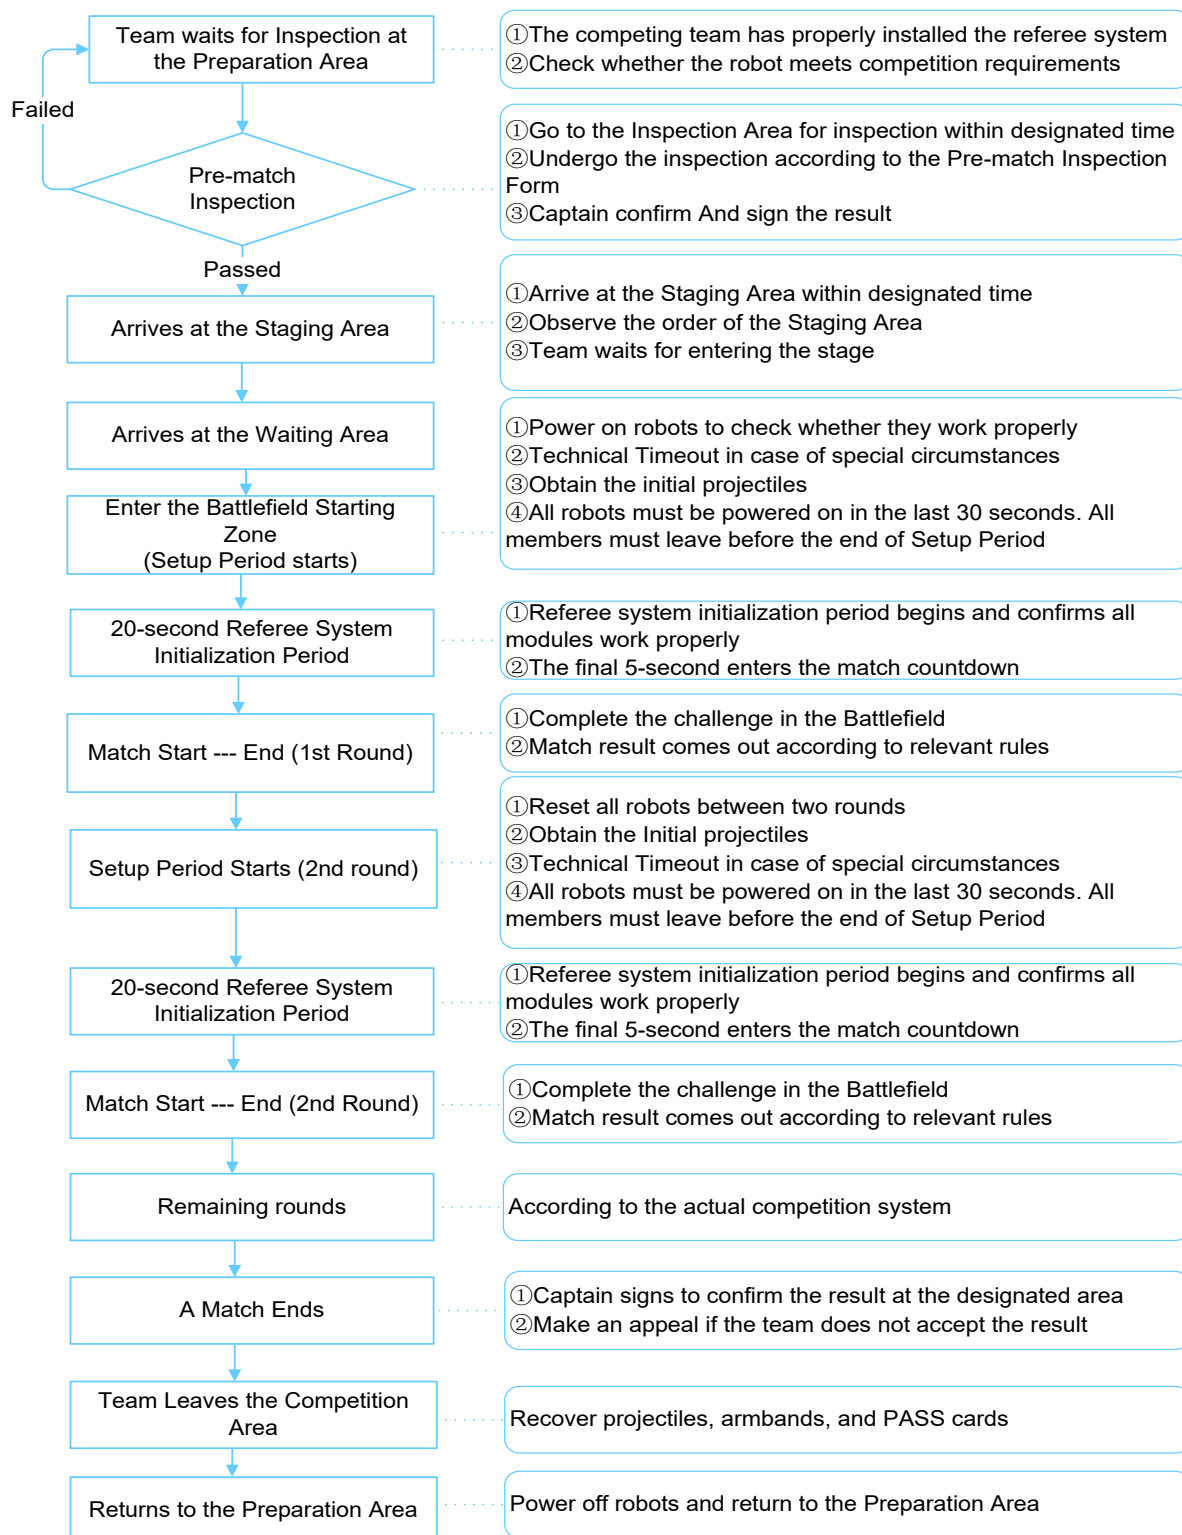 Team waits for Inspection at
the Preparation Area
①The competing team has properly installed the referee system
②Check whether the robot meets competition requirements
Failed
Pre-match
Inspection
①Go to the Inspection Area for inspection within designated time
②Undergo the inspection according to the Pre-match Inspection
Form
③Captain confirm And sign the result
Passed
Arrives at the Staging Area
①Arrive at the Staging Area within designated time
②Observe the order of the Staging Area
③Team waits for entering the stage
Arrives at the Waiting Area
Enter the Battlefield Starting
Zone
(Setup Period starts)
①Power on robots to check whether they work properly
②Technical Timeout in case of special circumstances
③Obtain the initial projectiles
④All robots must be powered on in the last 30 seconds. All
members must leave before the end of Setup Period
20-second Referee System
Initialization Period
①Referee system initialization period begins and confirms all
modules work properly
②The final 5-second enters the match countdown
Match Start --- End (1st Round)
①Complete the challenge in the Battlefield
②Match result comes out according to relevant rules
Setup Period Starts (2nd round)
①Reset all robots between two rounds
②Obtain the Initial projectiles
③Technical Timeout in case of special circumstances
④All robots must be powered on in the last 30 seconds. All
members must leave before the end of Setup Period
20-second Referee System
Initialization Period
①Referee system initialization period begins and confirms all
modules work properly
②The final 5-second enters the match countdown
Match Start --- End (2nd Round)
①Complete the challenge in the Battlefield
②Match result comes out according to relevant rules
Remaining rounds
According to the actual competition system
A Match Ends
①Captain signs to confirm the result at the designated area
②Make an appeal if the team does not accept the result
Team Leaves the Competition
Area
Recover projectiles, armbands, and PASS cards
Returns to the Preparation Area
Power off robots and return to the Preparation Area